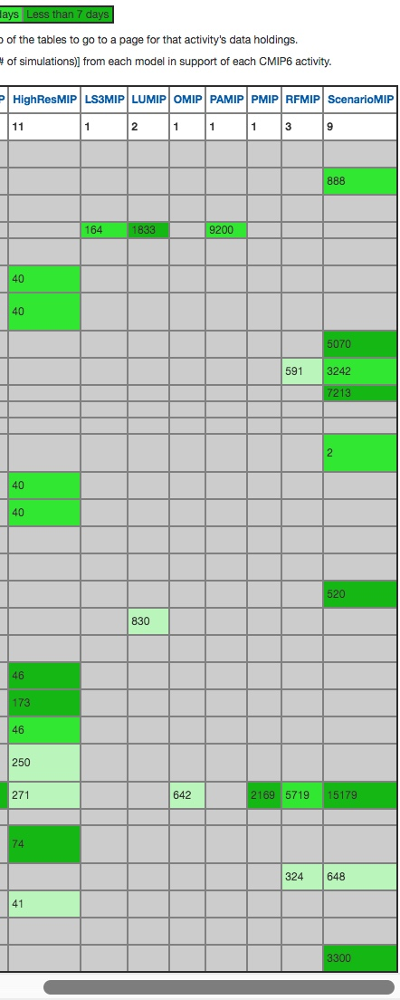 days Less than 7 days
of the tables to go to a page for that activity's data holdings.
# of simulations)] from each model in support of each CMIP6 activity.
P HighResMIP LS3MIP LUMIP OMIP PAMIP PMIP RFMIP ScenarioMIP
11 1 2 1 1 1 3 9
888
164 1833 9200
40
40
5070
591 3242
7213
2
40
40
520
830
46
173
46
250
271 642 2169 5719 15179
74
324 648
41
3300